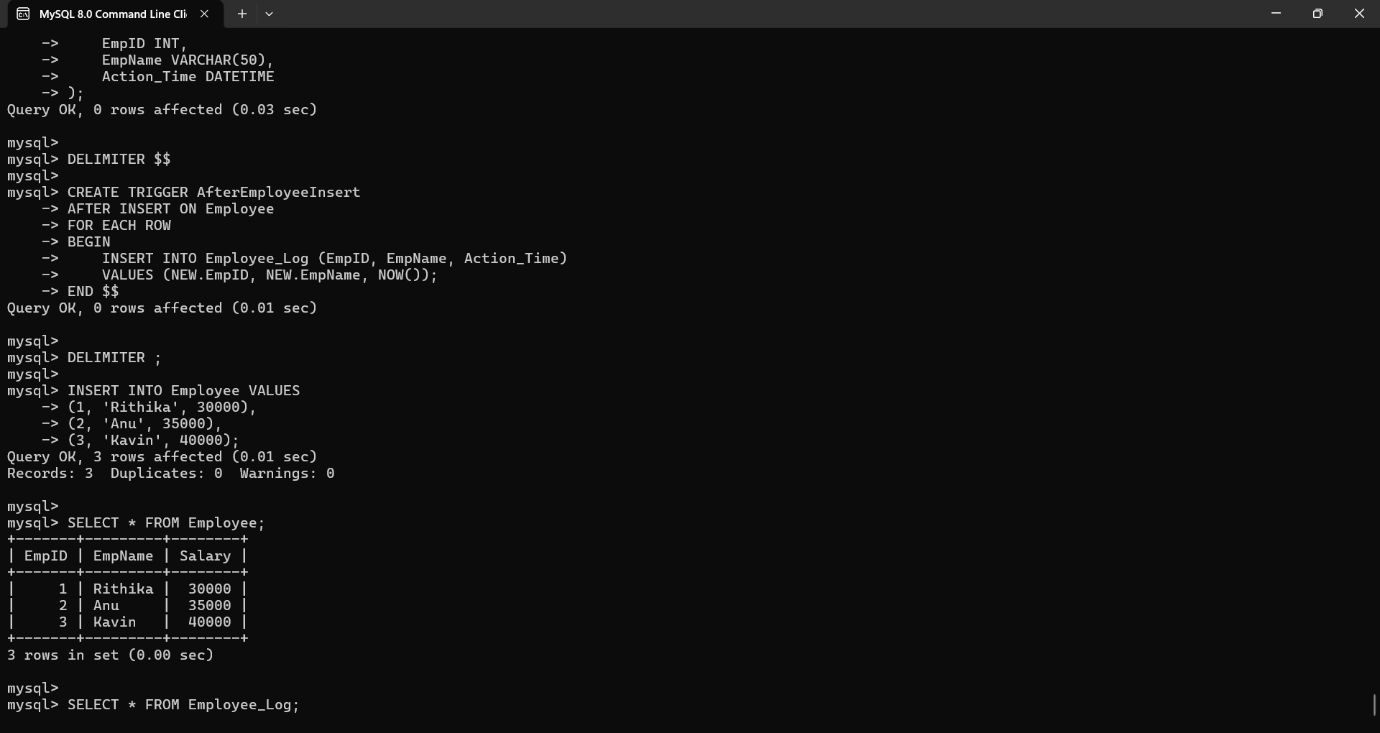 MySQL 8.0 Command Line Cli
    ->     EmpID INT,
    ->     EmpName VARCHAR(50),
    ->     Action_Time DATETIME
    -> );
Query OK, 0 rows affected (0.03 sec)

mysql>
mysql> DELIMITER $$
mysql>
mysql> CREATE TRIGGER AfterEmployeeInsert
    -> AFTER INSERT ON Employee
    -> FOR EACH ROW
    -> BEGIN
    ->     INSERT INTO Employee_Log (EmpID, EmpName, Action_Time)
    ->     VALUES (NEW.EmpID, NEW.EmpName, NOW());
    -> END $$
Query OK, 0 rows affected (0.01 sec)

mysql>
mysql> DELIMITER ;
mysql>
mysql> INSERT INTO Employee VALUES
    -> (1, 'Rithika', 30000),
    -> (2, 'Anu', 35000),
    -> (3, 'Kavin', 40000);
Query OK, 3 rows affected (0.01 sec)
Records: 3  Duplicates: 0  Warnings: 0

mysql>
mysql> SELECT * FROM Employee;
+-------+---------+--------+
| EmpID | EmpName | Salary |
+-------+---------+--------+
|     1 | Rithika |  30000 |
|     2 | Anu     |  35000 |
|     3 | Kavin   |  40000 |
+-------+---------+--------+
3 rows in set (0.00 sec)

mysql>
mysql> SELECT * FROM Employee_Log;